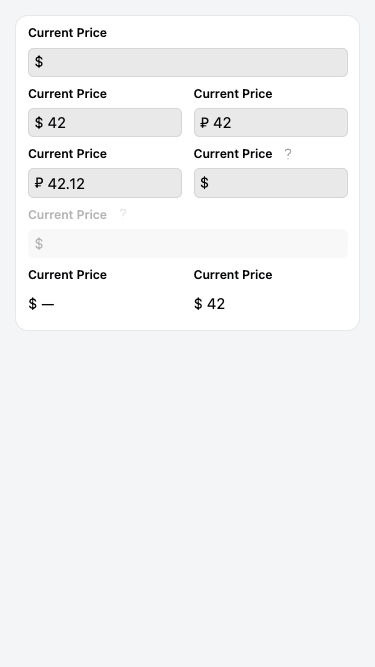 Current Price
$
Current Price Current Price
$ 42 ₽ 42
Current Price Current Price ?
₽ 42.12 $
Current Price ?
$
Current Price Current Price
$ — $ 42